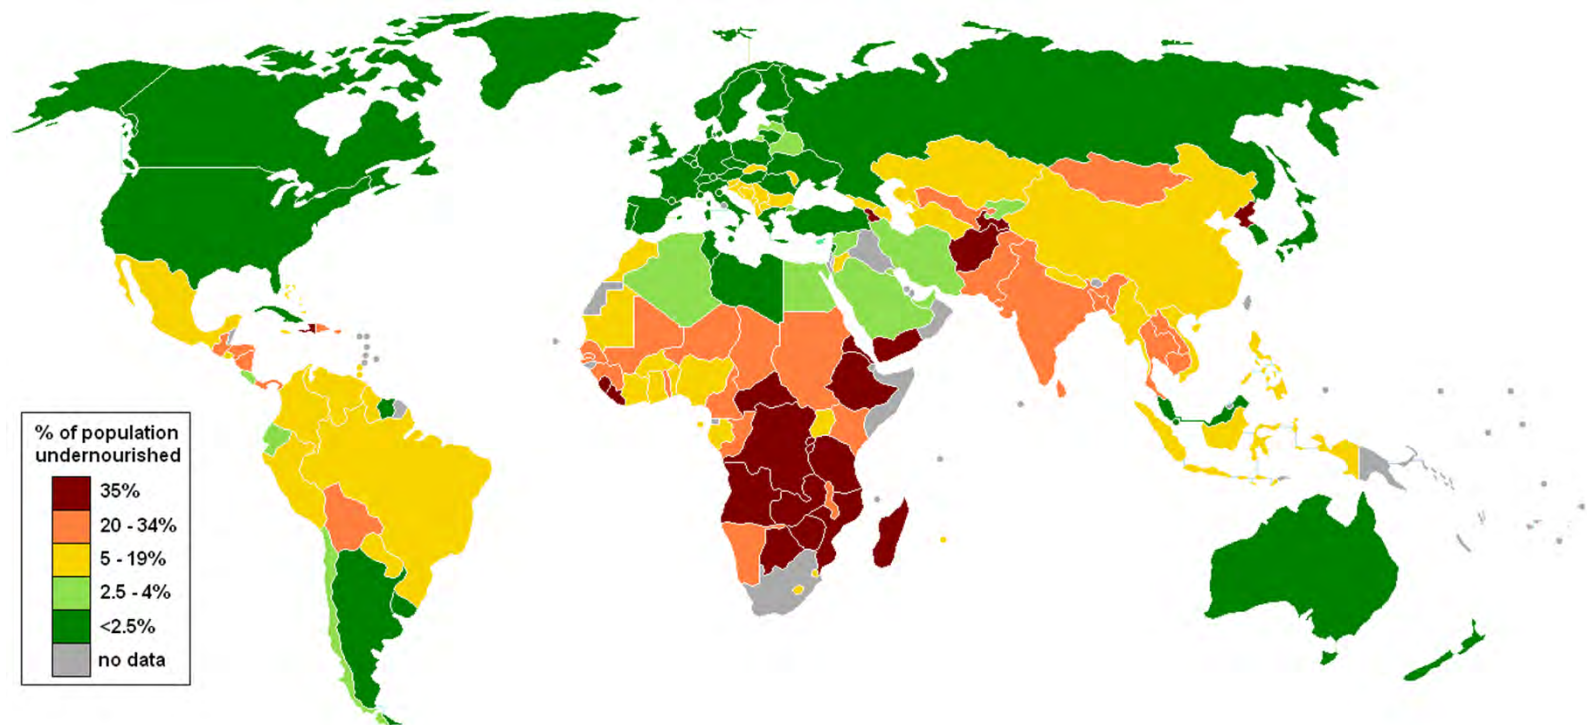 % of population
undernourished
35%
20 - 34%
5 - 19%
2.5 - 4%
<2.5%
no data